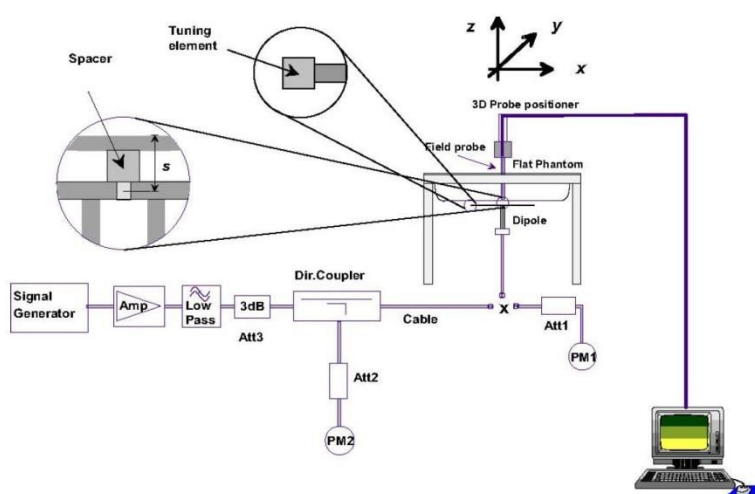 Tuning
element
Spacer
s
z
y
x
3D Probe positioner
Field probe
Flat Phantom
Dipole
Signal
Generator
Amp
Low
Pass
3dB
Att3
Dir.Coupler
Cable
x
Att1
PM1
Att2
PM2